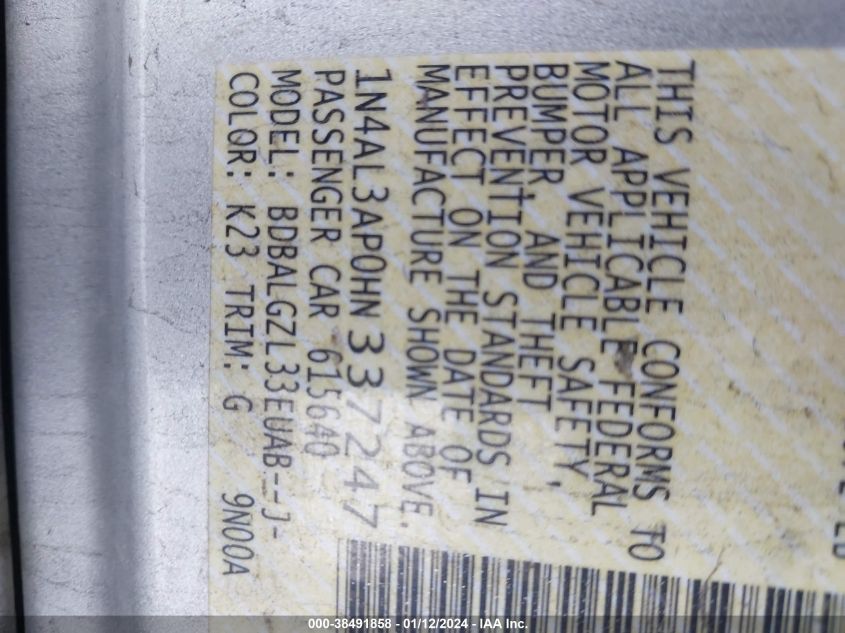 THIS VEHICLE CONFORMS TO
ALL APPLICABLE FEDERAL
MOTOR VEHICLE SAFETY,
BUMPER, AND THEFT
PREVENTION STANDARDS IN
EFFECT ON THE DATE OF
MANUFACTURE SHOWN ABOVE.
1N4AL3AP0HN337247
PASSENGER CAR 615640
MODEL: BDBALGZL33EUAB--J-
COLOR: K23 TRIM: G 9N00A
000-38491858 - 01/12/2024 - IAA Inc.